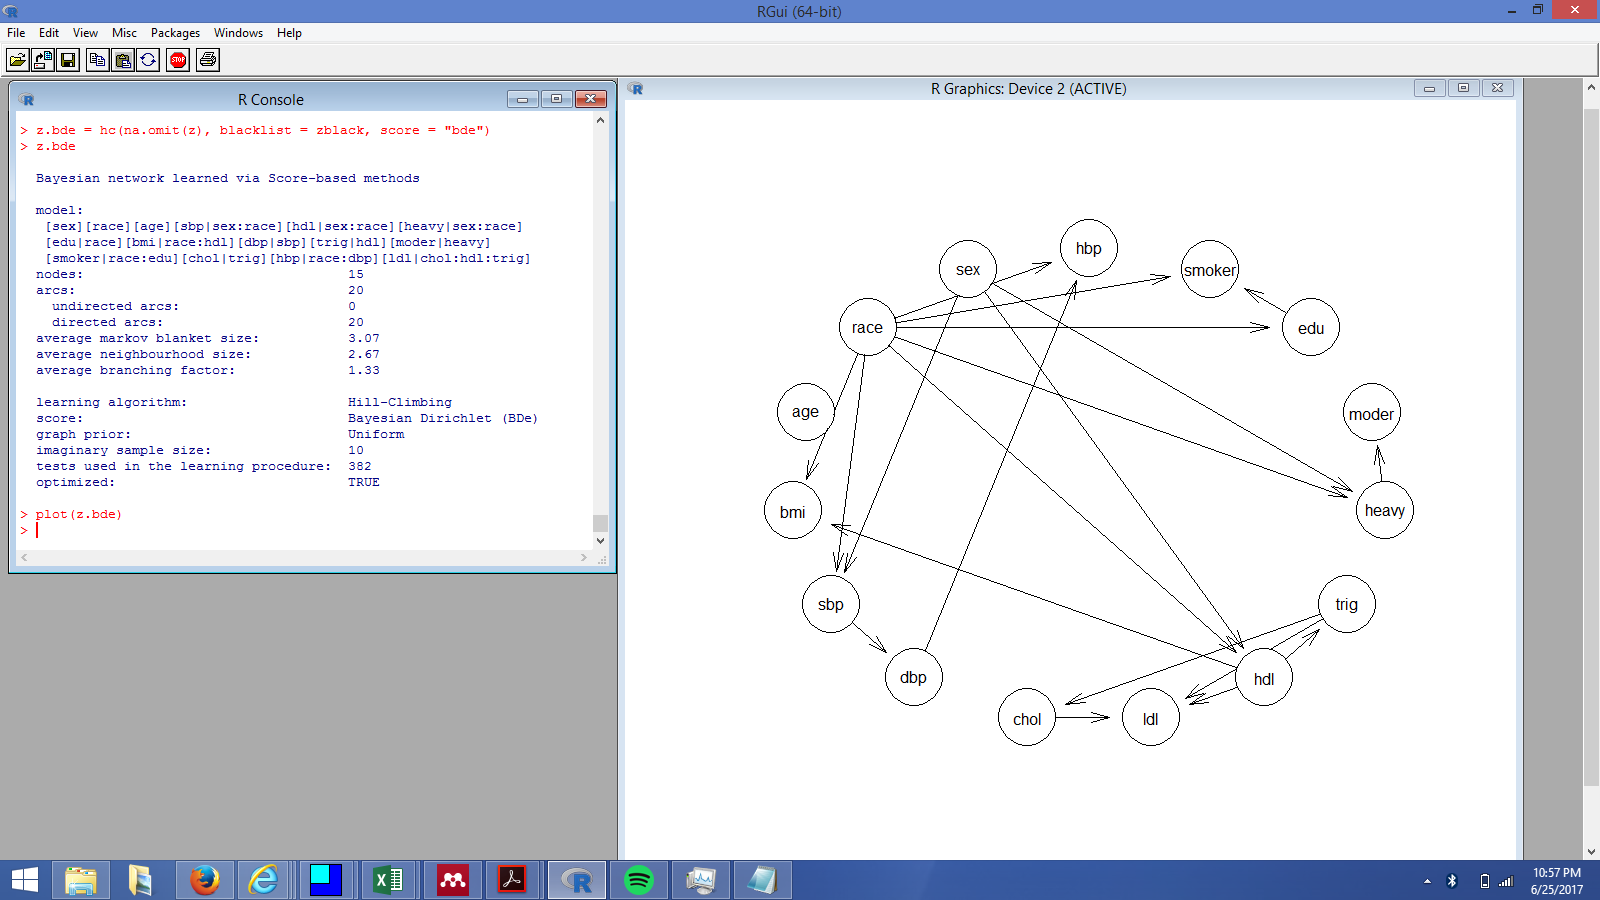 RGui (64-bit)
File Edit View Misc Packages Windows Help
STOP
R Console
> z.bde = hc(na.omit(z), blacklist = zblack, score = "bde")
> z.bde
Bayesian network learned via Score-based methods
model:
[sex][race][age][sbp|sex:race][hdl|sex:race][heavy|sex:race]
[edu|race][bmi|race:hdl][dbp|sbp][trig|hdl][moder|heavy]
[smoker|race:edu][chol|trig][hbp|race:dbp][ldl|chol:hdl:trig]
nodes: 15
arcs: 20
undirected arcs: 0
directed arcs: 20
average markov blanket size: 3.07
average neighbourhood size: 2.67
average branching factor: 1.33
learning algorithm: Hill-Climbing
score: Bayesian Dirichlet (BDe)
graph prior: Uniform
imaginary sample size: 10
tests used in the learning procedure: 382
optimized: TRUE
> plot(z.bde)
>
R Graphics: Device 2 (ACTIVE)
hbp
sex
smoker
race
edu
age
moder
bmi
heavy
sbp
trig
dbp
hdl
chol
ldl
10:57 PM
6/25/2017